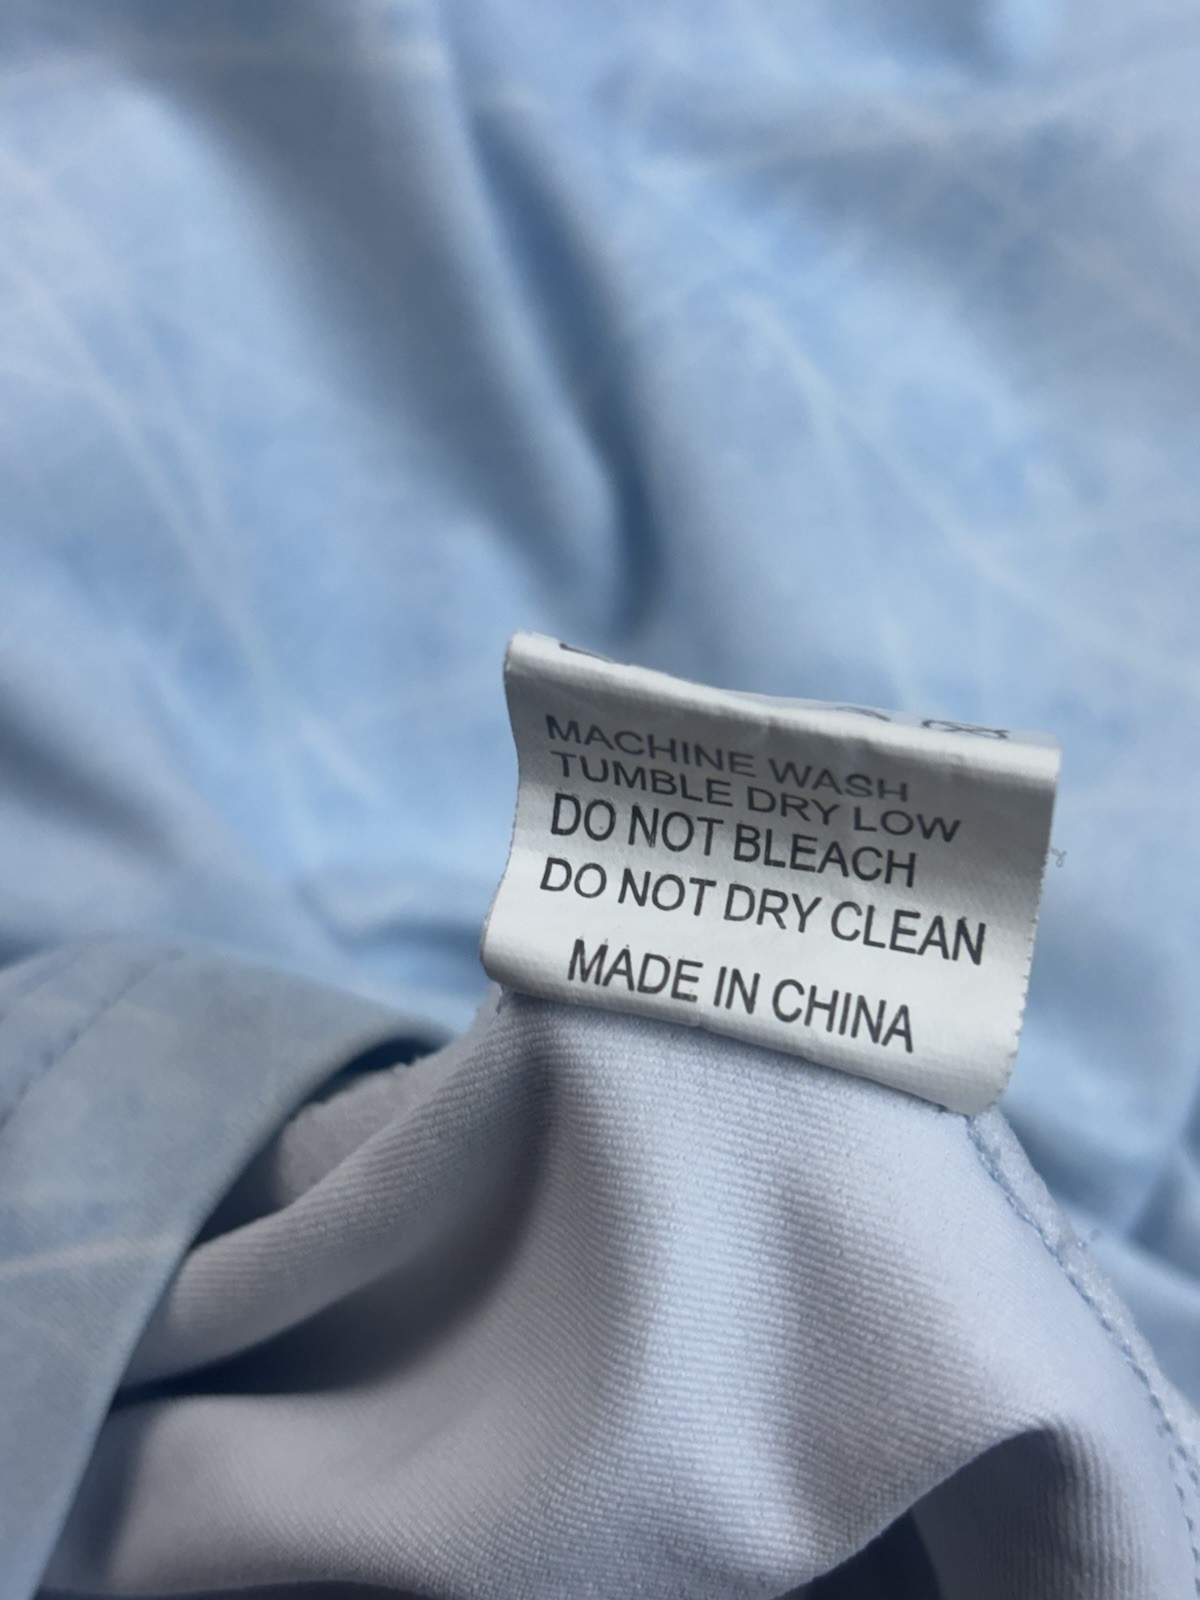 MACHINE WASH
TUMBLE DRY LOW
DO NOT BLEACH
DO NOT DRY CLEAN
MADE IN CHINA